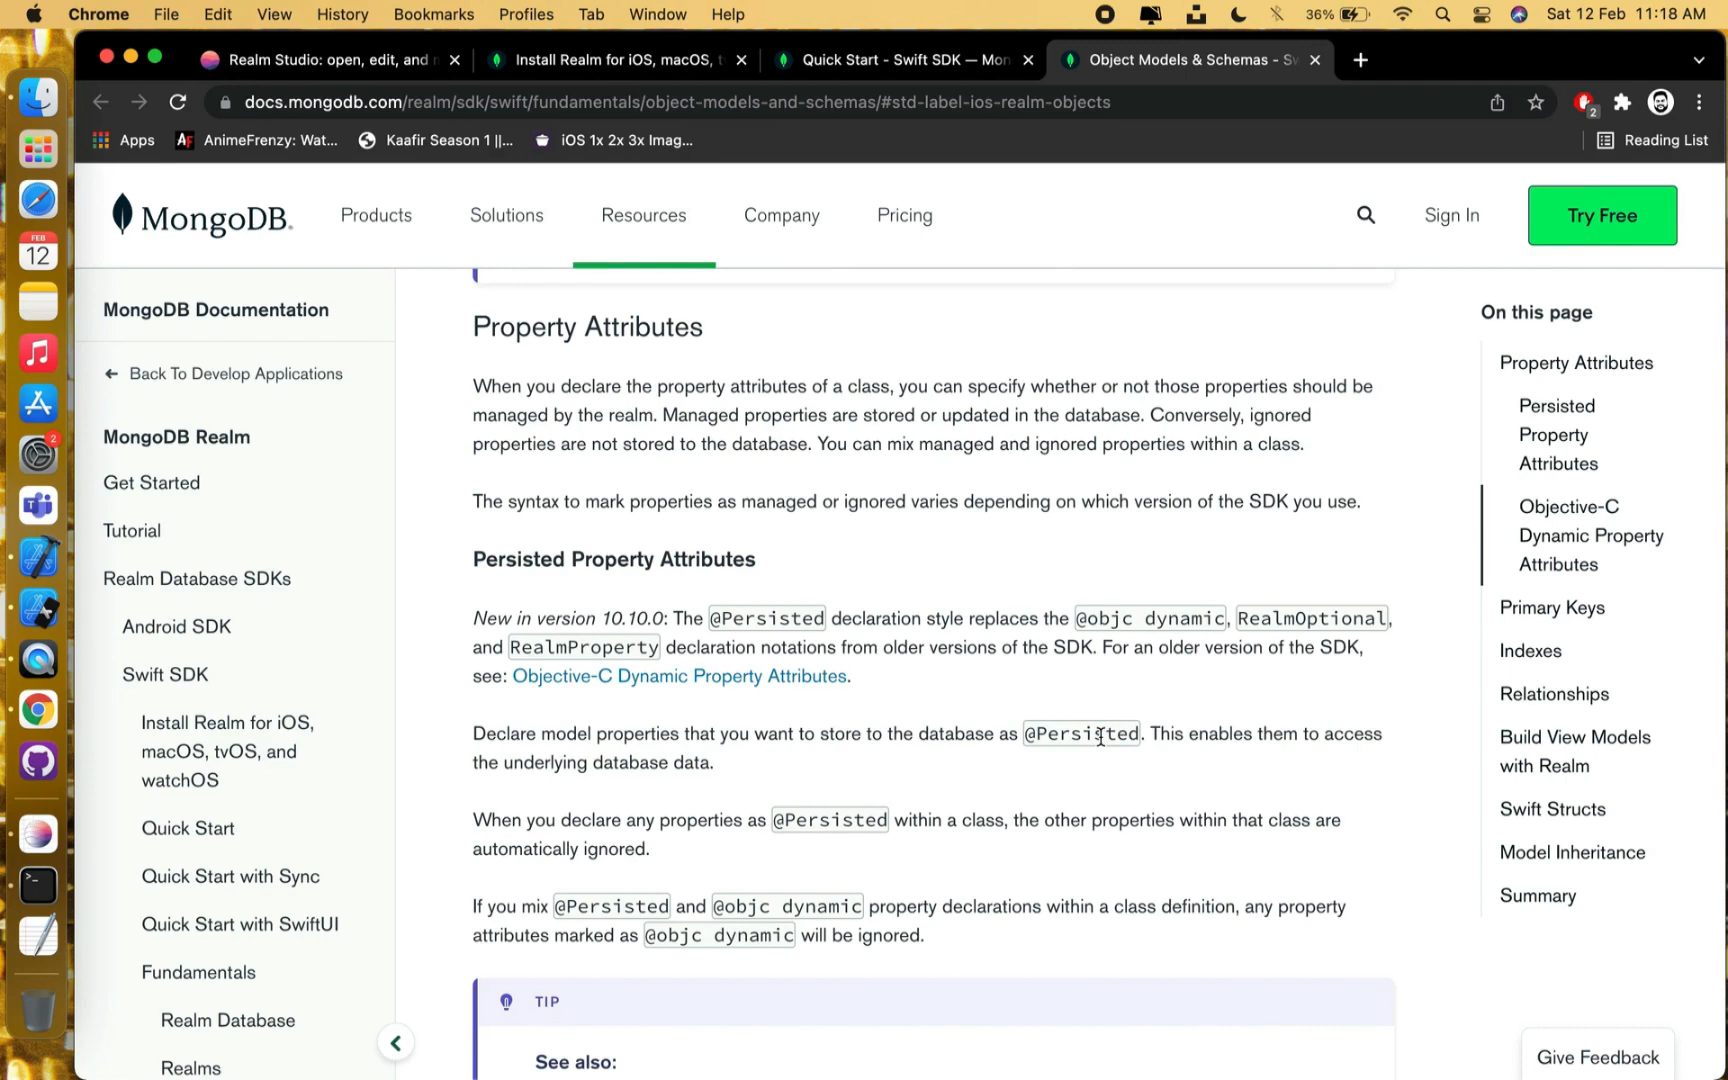 Chrome File Edit View History Bookmarks Profiles Tab Window Help 36% Sat 12 Feb 11:18 AM
Realm Studio: open, edit, and Install Realm for iOS, macOS, Quick Start - Swift SDK — Mon Object Models & Schemas - Sw
docs.mongodb.com/realm/sdk/swift/fundamentals/object-models-and-schemas/#std-label-ios-realm-objects 2
Apps AF AnimeFrenzy: Wat... Kaafir Season 1 ||... iOS 1x 2x 3x Imag... Reading List
MongoDB. Products Solutions Resources Company Pricing Sign In Try Free
FEB
12
2
MongoDB Documentation
Back To Develop Applications
MongoDB Realm
Get Started
Tutorial
Realm Database SDKs
Android SDK
Swift SDK
Install Realm for iOS,
macOS, tvOS, and
watchOS
Quick Start
Quick Start with Sync
Quick Start with SwiftUI
Fundamentals
Realm Database
Realms
Property Attributes
When you declare the property attributes of a class, you can specify whether or not those properties should be
managed by the realm. Managed properties are stored or updated in the database. Conversely, ignored
properties are not stored to the database. You can mix managed and ignored properties within a class.
The syntax to mark properties as managed or ignored varies depending on which version of the SDK you use.
Persisted Property Attributes
New in version 10.10.0: The @Persisted declaration style replaces the @objc dynamic, RealmOptional,
and RealmProperty declaration notations from older versions of the SDK. For an older version of the SDK,
see: Objective-C Dynamic Property Attributes.
Declare model properties that you want to store to the database as @Persisted. This enables them to access
the underlying database data.
When you declare any properties as @Persisted within a class, the other properties within that class are
automatically ignored.
If you mix @Persisted and @objc dynamic property declarations within a class definition, any property
attributes marked as @objc dynamic will be ignored.
TIP
See also:
On this page
Property Attributes
Persisted
Property
Attributes
Objective-C
Dynamic Property
Attributes
Primary Keys
Indexes
Relationships
Build View Models
with Realm
Swift Structs
Model Inheritance
Summary
Give Feedback